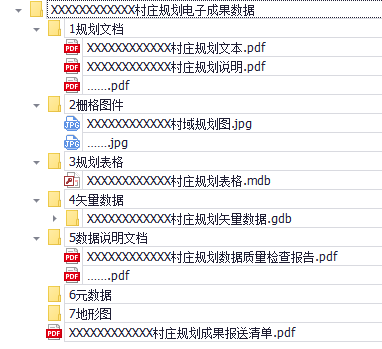 XXXXXXXXXXXX村庄规划电子成果数据
1规划文档
XXXXXXXXXXXX村庄规划文本.pdf
XXXXXXXXXXXX村庄规划说明.pdf
…….pdf
2栅格图件
XXXXXXXXXXXX村域规划图.jpg
…….jpg
3规划表格
XXXXXXXXXXXX村庄规划表格.mdb
4矢量数据
XXXXXXXXXXXX村庄规划矢量数据.gdb
5数据说明文档
XXXXXXXXXXXX村庄规划数据质量检查报告.pdf
…….pdf
6元数据
7地形图
XXXXXXXXXXXX村庄规划成果报送清单.pdf